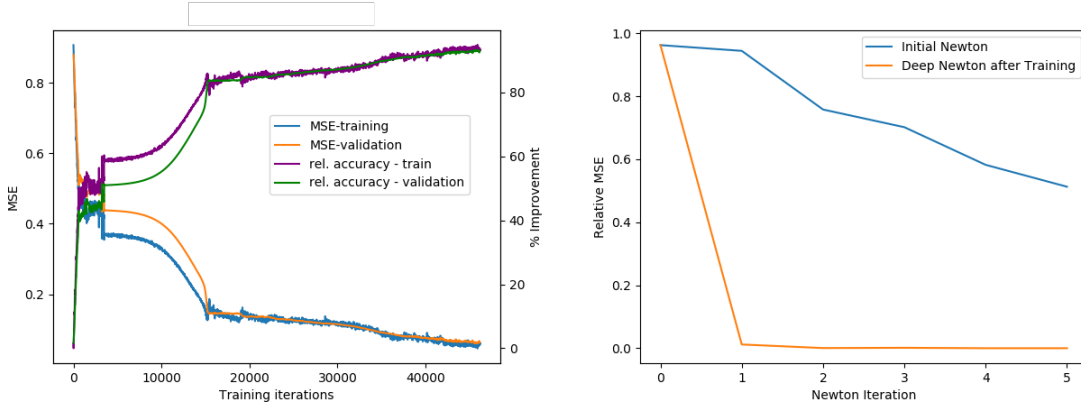 MSE
0.8
0.6
0.4
0.2
0
10000
20000
30000
40000
Training iterations
80
60
40
20
0
% Improvement
MSE-training
MSE-validation
rel. accuracy - train
rel. accuracy - validation
Relative MSE
1.0
0.8
0.6
0.4
0.2
0.0
0
1
2
3
4
5
Newton Iteration
Initial Newton
Deep Newton after Training